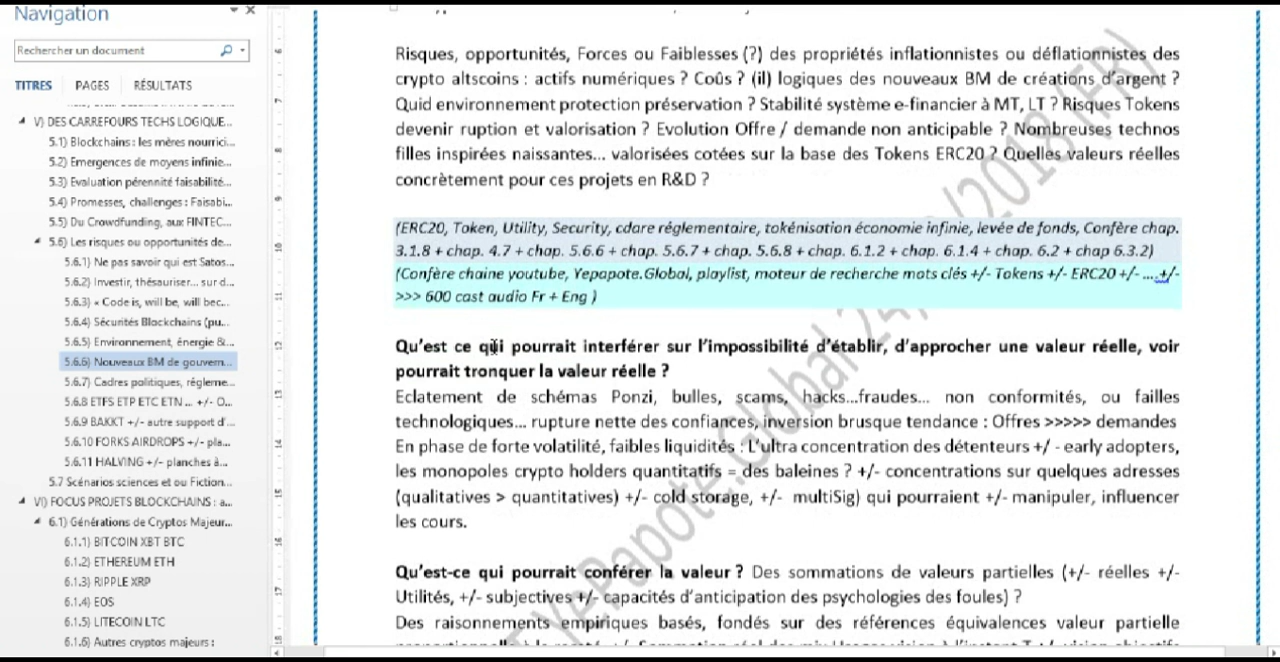 Navigation
Rechercher un document
TITRES PAGES RÉSULTATS
V) DES CARREFOURS TECHS LOGIQUE...
5.1) Blockchains : les mères nourrici...
5.2) Emergences de moyens infinie...
5.3) Evaluation pérennité faisabilité...
5.4) Promesses, challenges : Faisabi...
5.5) Du Crowdfunding, aux FINTEC...
5.6) Les risques ou opportunités de...
5.6.1) Ne pas savoir qui est Satos...
5.6.2) Investir, thésauriser... sur d...
5.6.3) « Code is, will be, will bec...
5.6.4) Sécurités Blockchains (pu...
5.6.5) Environnement, énergie &...
5.6.6) Nouveaux BM de gouvern...
5.6.7) Cadres politiques, régleme...
5.6.8 ETFS ETP ETC ETN ... +/- O...
5.6.9 BAKKT +/- autre support d'...
5.6.10 FORKS AIRDROPS +/- pla...
5.6.11 HALVING +/- planches à...
5.7 Scénarios sciences et ou Fiction...
VI) FOCUS PROJETS BLOCKCHAINS : a...
6.1) Générations de Cryptos Majeur...
6.1.1) BITCOIN XBT BTC
6.1.2) ETHEREUM ETH
6.1.3) RIPPLE XRP
6.1.4) EOS
6.1.5) LITECOIN LTC
6.1.6) Autres cryptos majeurs :
Risques, opportunités, Forces ou Faiblesses (?) des propriétés inflationnistes ou déflationnistes des
crypto altscoins : actifs numériques ? Coûs ? (il) logiques des nouveaux BM de créations d'argent ?
Quid environnement protection préservation ? Stabilité système e-financier à MT, LT ? Risques Tokens
devenir ruption et valorisation ? Evolution Offre / demande non anticipable ? Nombreuses technos
filles inspirées naissantes... valorisées cotées sur la base des Tokens ERC20 ? Quelles valeurs réelles
concrètement pour ces projets en R&D ?
(ERC20, Token, Utility, Security, cdare réglementaire, tokénisation économie infinie, levée de fonds, Confère chap.
3.1.8 + chap. 4.7 + chap. 5.6.6 + chap. 5.6.7 + chap. 5.6.8 + chap. 6.1.2 + chap. 6.1.4 + chap. 6.2 + chap 6.3.2)
(Confère chaine youtube, Yepapote.Global, playlist, moteur de recherche mots clés +/- Tokens +/- ERC20 +/- .... +/-
>>> 600 cast audio Fr + Eng )
Qu'est ce qui pourrait interférer sur l'impossibilité d'établir, d'approcher une valeur réelle, voir
pourrait tronquer la valeur réelle ?
Eclatement de schémas Ponzi, bulles, scams, hacks...fraudes... non conformités, ou failles
technologiques... rupture nette des confiances, inversion brusque tendance : Offres >>>>> demandes
En phase de forte volatilité, faibles liquidités : L'ultra concentration des détenteurs +/ - early adopters,
les monopoles crypto holders quantitatifs = des baleines ? +/- concentrations sur quelques adresses
(qualitatives > quantitatives) +/- cold storage, +/- multiSig) qui pourraient +/- manipuler, influencer
les cours.
Qu'est-ce qui pourrait conférer la valeur ? Des sommations de valeurs partielles (+/- réelles +/-
Utilités, +/- subjectives +/- capacités d'anticipation des psychologies des foules) ?
Des raisonnements empiriques basés, fondés sur des références équivalences valeur partielle
YePapote.Global 24/ /2018 (FR)